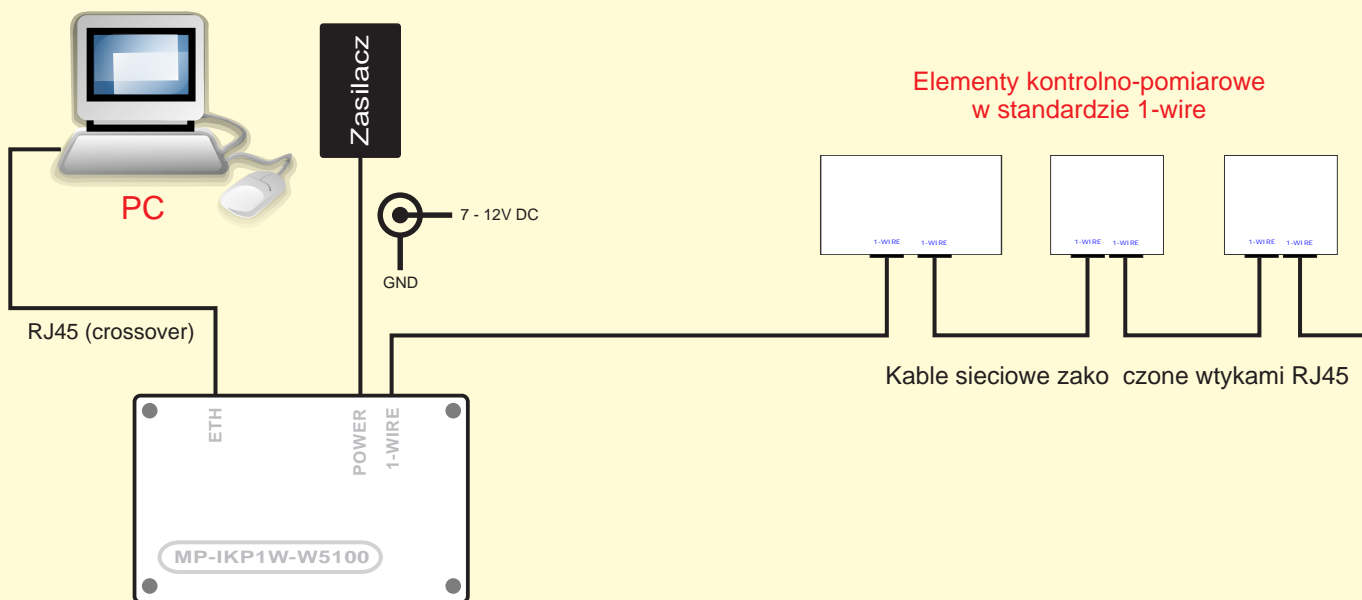 Zasilacz
Elementy kontrolno-pomiarowe
w standardzie 1-wire
PC
7 - 12V DC
GND
1-WIRE 1-WIRE
1-WIRE 1-WIRE
1-WIRE 1-WIRE
RJ45 (crossover)
Kable sieciowe zako czone wtykami RJ45
ETH
POWER
1-WIRE
MP-IKP1W-W5100